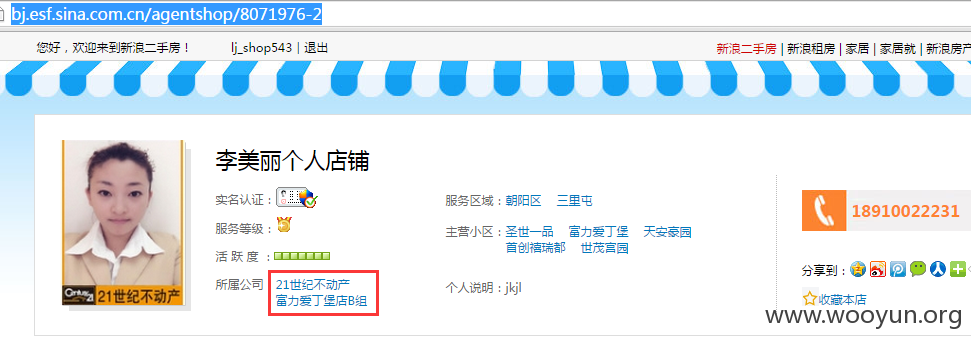 bj.esf.sina.com.cn/agentshop/8071976-2
您好，欢迎来到新浪二手房！ lj_shop543 | 退出 新浪二手房 | 新浪租房 | 家居 | 家居就 | 新浪房产
李美丽个人店铺
实名认证： 服务区域：朝阳区 三里屯
18910022231
服务等级： 主营小区：圣世一品 富力爱丁堡 天安豪园
首创禧瑞都 世茂宫园
活 跃 度 ：
分享到：
所属公司 21世纪不动产 个人说明：jkjl
富力爱丁堡店B组
收藏本店
Century 21 21世纪不动产
www.wooyun.org